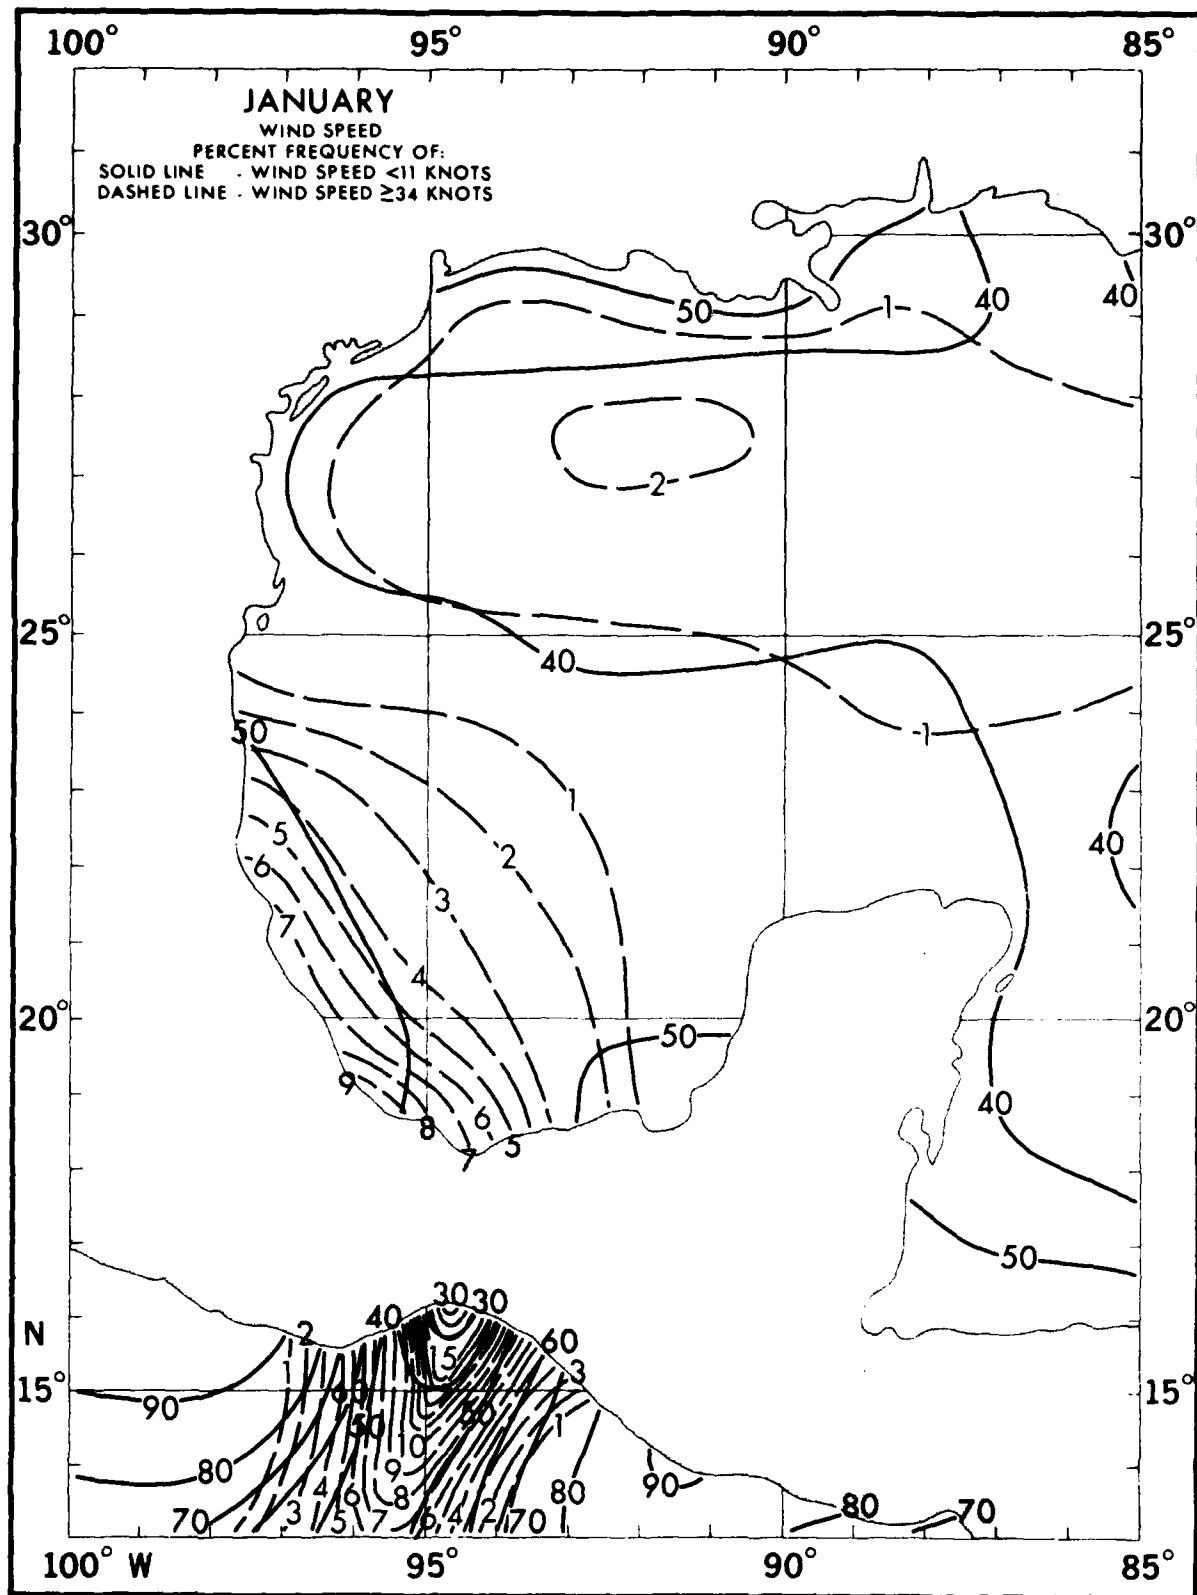 100° 95° 90° 85°
JANUARY
WIND SPEED
PERCENT FREQUENCY OF:
SOLID LINE - WIND SPEED <11 KNOTS
DASHED LINE - WIND SPEED ≥34 KNOTS
30° 30°
50 1 40 40
2
25° 25°
40
50 1
1
5 2 40
6 3
7
4
20° 20°
50
9 40
8 6 5
7
50
30 30
N 2 40 60
1 15 3
15° 60 15°
90 50 50 1
10
80 9 80 90
4 6 8 80 70
70 3 5 7 6 4 2 70
100° W 95° 90° 85°